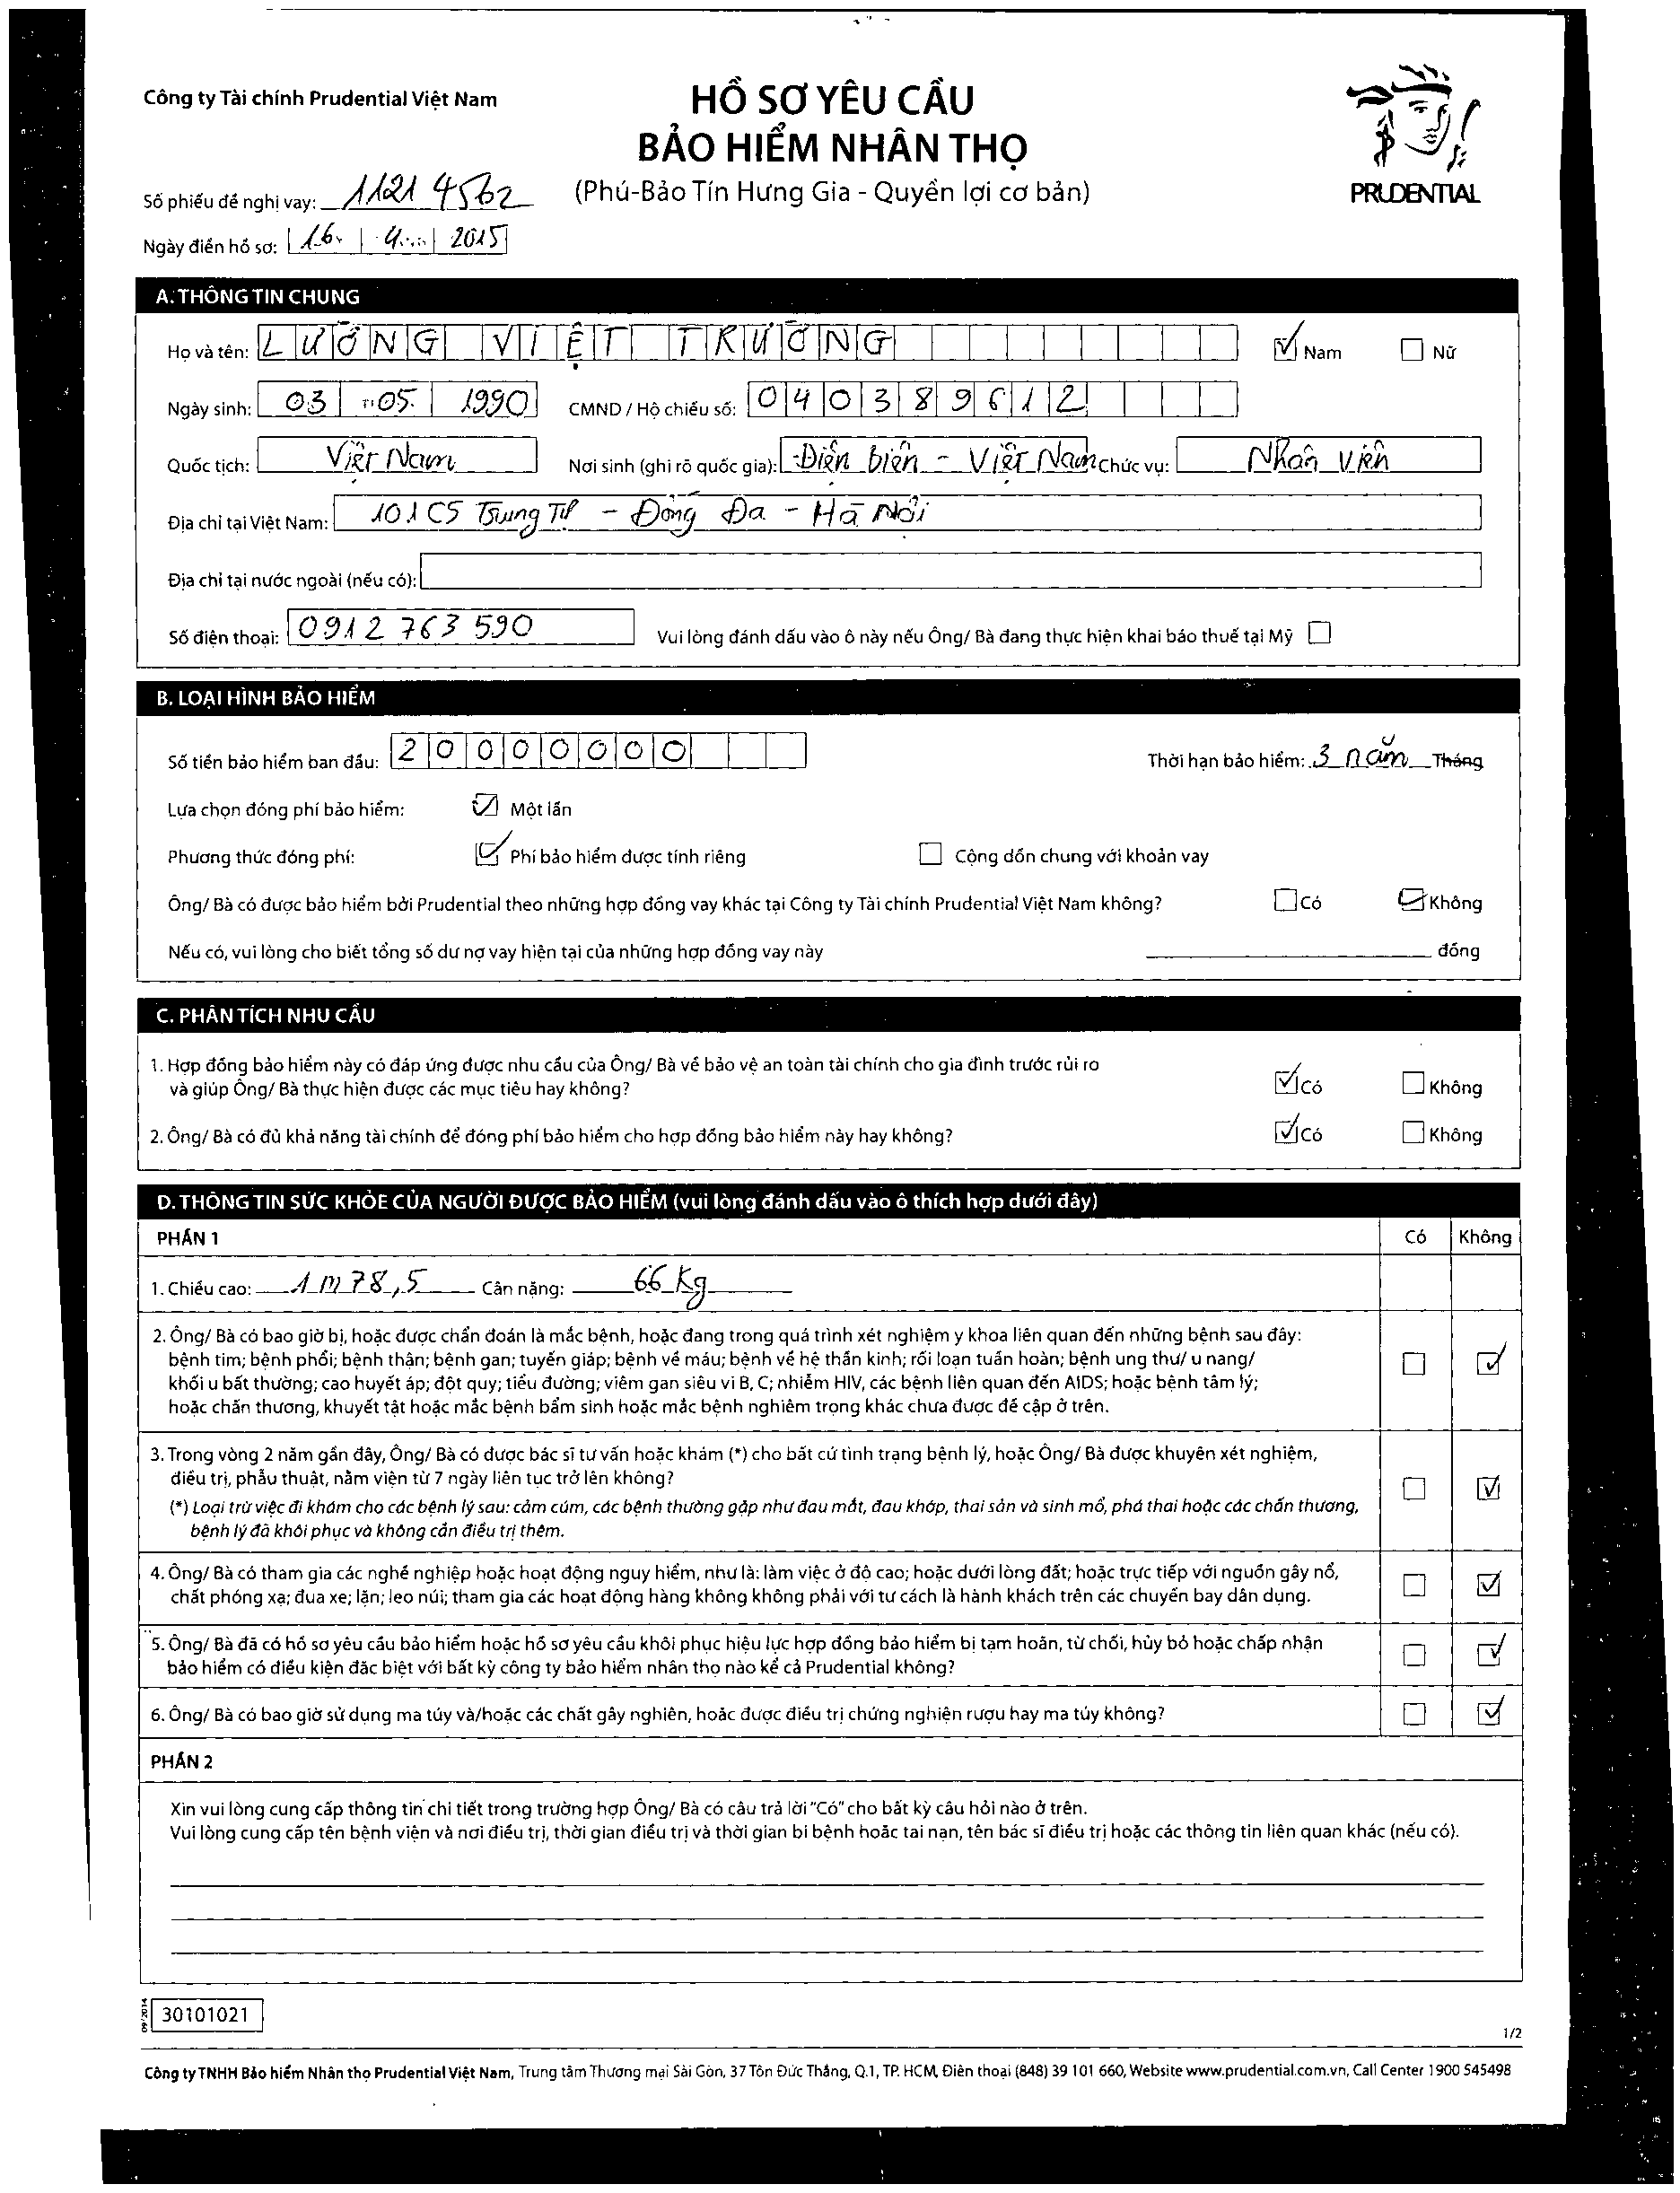 Công ty Tài chính Prudential Việt Nam
HỒ SƠ YÊU CẦU
BẢO HIỂM NHÂN THỌ
(Phú-Bảo Tín Hưng Gia - Quyền lợi cơ bản)
PRUDENTIAL
Số phiếu đề nghị vay: 11214562
Ngày điền hồ sơ: 16 4 2015
A. THÔNG TIN CHUNG
Họ và tên: LƯỜNG VIỆT TRƯỜNG Nam Nữ
Ngày sinh: 03 05 1990 CMND / Hộ chiếu số: 040389612
Quốc tịch: Việt Nam Nơi sinh (ghi rõ quốc gia): Điện biên - Việt Nam Chức vụ: Nhân viên
Địa chỉ tại Việt Nam: 101 C5 Trung Tự - Đống Đa - Hà Nội
Địa chỉ tại nước ngoài (nếu có):
Số điện thoại: 0912 763 590 Vui lòng đánh dấu vào ô này nếu Ông/ Bà đang thực hiện khai báo thuế tại Mỹ
B. LOẠI HÌNH BẢO HIỂM
Số tiền bảo hiểm ban đầu: 20000000 Thời hạn bảo hiểm: 3 năm Tháng
Lựa chọn đóng phí bảo hiểm: Một lần
Phương thức đóng phí: Phí bảo hiểm được tính riêng Cộng dồn chung với khoản vay
Ông/ Bà có được bảo hiểm bởi Prudential theo những hợp đồng vay khác tại Công ty Tài chính Prudential Việt Nam không? Có Không
Nếu có, vui lòng cho biết tổng số dư nợ vay hiện tại của những hợp đồng vay này đồng
C. PHÂN TÍCH NHU CẦU
1. Hợp đồng bảo hiểm này có đáp ứng được nhu cầu của Ông/ Bà về bảo vệ an toàn tài chính cho gia đình trước rủi ro
và giúp Ông/ Bà thực hiện được các mục tiêu hay không? Có Không
2. Ông/ Bà có đủ khả năng tài chính để đóng phí bảo hiểm cho hợp đồng bảo hiểm này hay không? Có Không
D. THÔNG TIN SỨC KHỎE CỦA NGƯỜI ĐƯỢC BẢO HIỂM (vui lòng đánh dấu vào ô thích hợp dưới đây)
PHẦN 1 Có Không
1. Chiều cao: 1m78,5 Cân nặng: 66 Kg
2. Ông/ Bà có bao giờ bị, hoặc được chẩn đoán là mắc bệnh, hoặc đang trong quá trình xét nghiệm y khoa liên quan đến những bệnh sau đây:
bệnh tim; bệnh phổi; bệnh thận; bệnh gan; tuyến giáp; bệnh về máu; bệnh về hệ thần kinh; rối loạn tuần hoàn; bệnh ung thư/ u nang/
khối u bất thường; cao huyết áp; đột quy; tiểu đường; viêm gan siêu vi B, C; nhiễm HIV, các bệnh liên quan đến AIDS; hoặc bệnh tâm lý;
hoặc chấn thương, khuyết tật hoặc mắc bệnh bẩm sinh hoặc mắc bệnh nghiêm trọng khác chưa được đề cập ở trên.
3. Trong vòng 2 năm gần đây, Ông/ Bà có được bác sĩ tư vấn hoặc khám (*) cho bất cứ tình trạng bệnh lý, hoặc Ông/ Bà được khuyên xét nghiệm,
điều trị, phẫu thuật, nằm viện từ 7 ngày liên tục trở lên không?
(*) Loại trừ việc đi khám cho các bệnh lý sau: cảm cúm, các bệnh thường gặp như đau mắt, đau khớp, thai sản và sinh mổ, phá thai hoặc các chấn thương,
bệnh lý đã khôi phục và không cần điều trị thêm.
4. Ông/ Bà có tham gia các nghề nghiệp hoặc hoạt động nguy hiểm, như là: làm việc ở độ cao; hoặc dưới lòng đất; hoặc trực tiếp với nguồn gây nổ,
chất phóng xạ; đua xe; lặn; leo núi; tham gia các hoạt động hàng không không phải với tư cách là hành khách trên các chuyến bay dân dụng.
5. Ông/ Bà đã có hồ sơ yêu cầu bảo hiểm hoặc hồ sơ yêu cầu khôi phục hiệu lực hợp đồng bảo hiểm bị tạm hoãn, từ chối, hủy bỏ hoặc chấp nhận
bảo hiểm có điều kiện đặc biệt với bất kỳ công ty bảo hiểm nhân thọ nào kể cả Prudential không?
6. Ông/ Bà có bao giờ sử dụng ma túy và/hoặc các chất gây nghiện, hoặc được điều trị chứng nghiện rượu hay ma túy không?
PHẦN 2
Xin vui lòng cung cấp thông tin chi tiết trong trường hợp Ông/ Bà có câu trả lời "Có" cho bất kỳ câu hỏi nào ở trên.
Vui lòng cung cấp tên bệnh viện và nơi điều trị, thời gian điều trị và thời gian bị bệnh hoặc tai nạn, tên bác sĩ điều trị hoặc các thông tin liên quan khác (nếu có).
09/2014
30101021
1/2
Công ty TNHH Bảo hiểm Nhân thọ Prudential Việt Nam, Trung tâm Thương mại Sài Gòn, 37 Tôn Đức Thắng, Q.1, TP. HCM, Điện thoại (848) 39 101 660, Website www.prudential.com.vn, Call Center 1900 545498